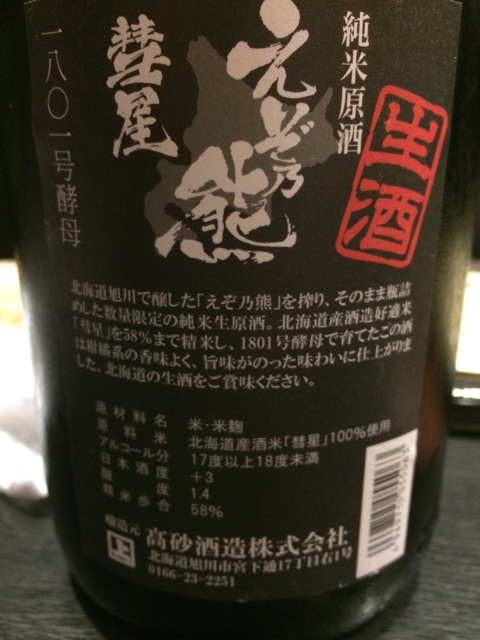 純米原酒
生酒
えぞ乃熊
彗星
一八〇一号酵母
北海道旭川で醸した「えぞ乃熊」を搾り、そのまま瓶詰
めした数量限定の純米生原酒。北海道産酒造好適米
「彗星」を58%まで精米し、1801号酵母で育てたこの酒
は柑橘系の香味よく、旨味がのった味わいに仕上がりま
した。北海道の生酒をご賞味ください。
原材料名 米・米麹
原料米 北海道産酒米「彗星」100%使用
アルコール分 17度以上18度未満
日本酒度 +3
酸度 1.4
精米歩合 58%
醸造元 高砂酒造株式会社
北海道旭川市宮下通17丁目右1号
0166-23-2251